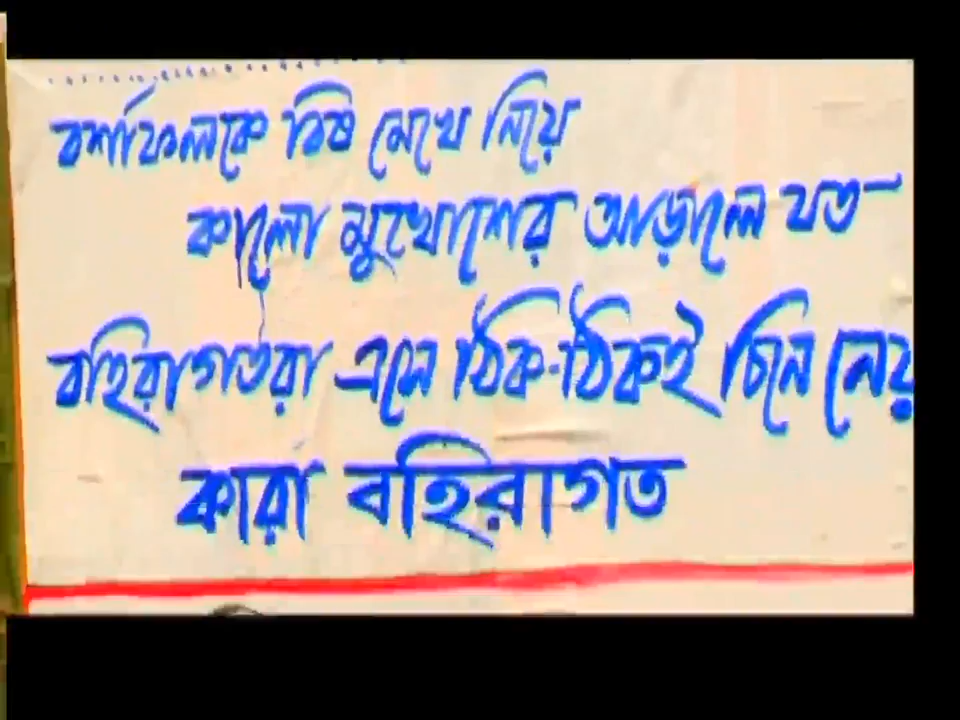 বর্শাফলকে বিষ মেখে নিয়ে
কালো মুখোশের আড়ালে যত
বহিরাগতরা এসে ঠিক-ঠিকই চিনে নেয়
কারা বহিরাগত